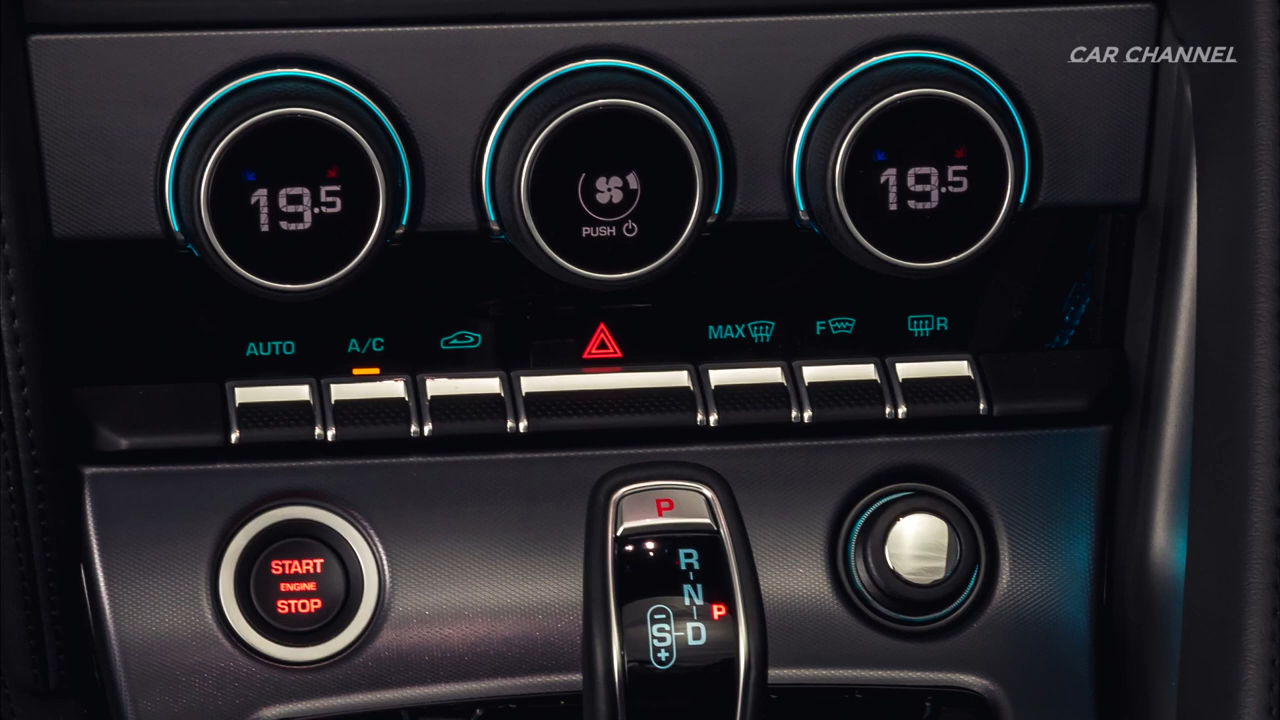 CAR CHANNEL
19.5
PUSH
19.5
AUTO
A/C
MAX
F
R
START
ENGINE
STOP
P
R
N
P
S
D